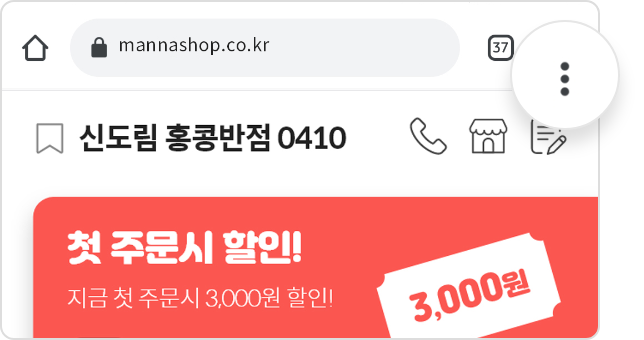 mannashop.co.kr
37
신도림 홍콩반점 0410
첫 주문시 할인!
지금 첫 주문시 3,000원 할인!
3,000원